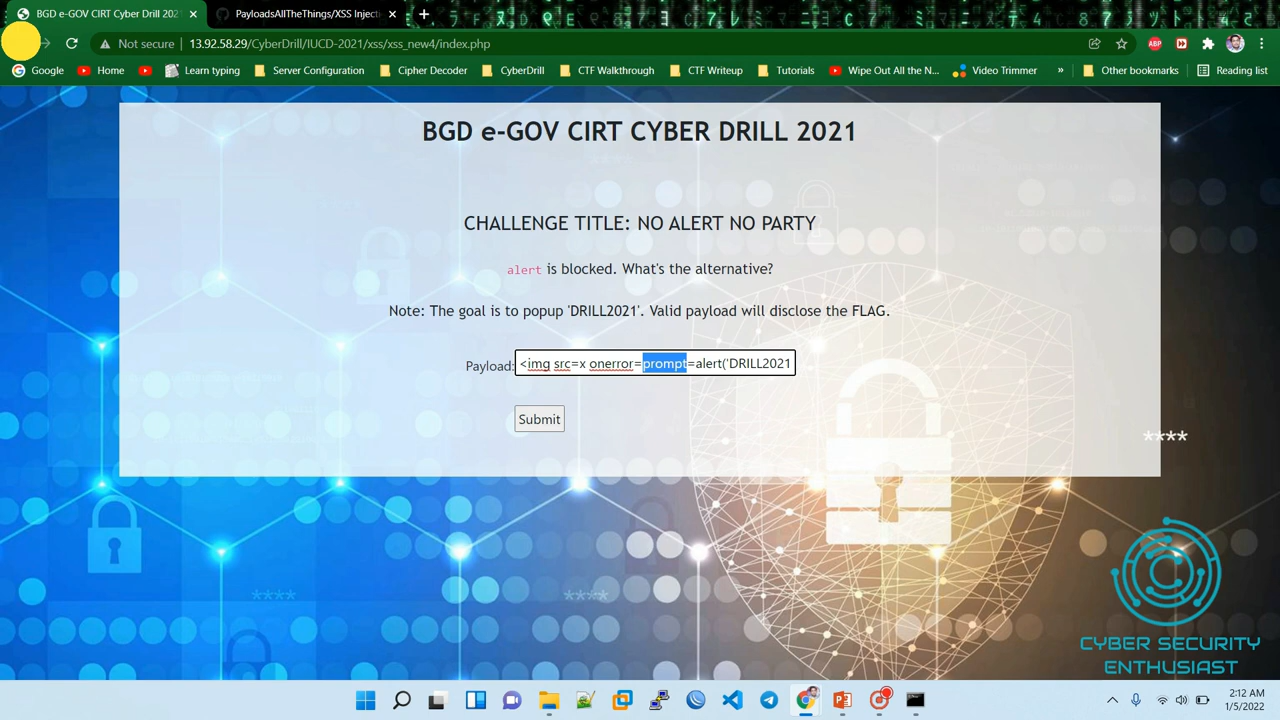 BGD e-GOV CIRT Cyber Drill 202
PayloadsAllTheThings/XSS Injecti
Not secure
13.92.58.29/CyberDrill/IUCD-2021/xss/xss_new4/index.php
ABP
Google
Home
Learn typing
Server Configuration
Cipher Decoder
CyberDrill
CTF Walkthrough
CTF Writeup
Tutorials
Wipe Out All the N...
Video Trimmer
»
Other bookmarks
Reading list
BGD e-GOV CIRT CYBER DRILL 2021
CHALLENGE TITLE: NO ALERT NO PARTY
alert is blocked. What's the alternative?
Note: The goal is to popup 'DRILL2021'. Valid payload will disclose the FLAG.
Payload: <img src=x onerror=prompt=alert('DRILL2021
Submit
****
****
****
CYBER SECURITY
ENTHUSIAST
2:12 AM
1/5/2022